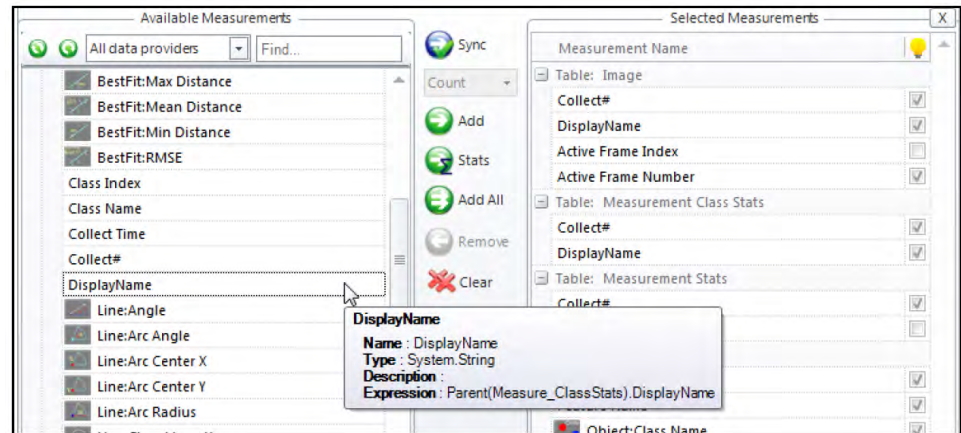 Available Measurements
All data providers
Find...
BestFit:Max Distance
BestFit:Mean Distance
BestFit:Min Distance
BestFit:RMSE
Class Index
Class Name
Collect Time
Collect#
DisplayName
Line:Angle
Line:Arc Angle
Line:Arc Center X
Line:Arc Center Y
Line:Arc Radius
Sync
Count
Add
Stats
Add All
Remove
Clear
Selected Measurements
X
Measurement Name
Table: Image
Collect#
DisplayName
Active Frame Index
Active Frame Number
Table: Measurement Class Stats
Collect#
DisplayName
Table: Measurement Stats
Collect#
Object:Class Name
DisplayName
Name : DisplayName
Type : System.String
Description :
Expression : Parent(Measure_ClassStats).DisplayName